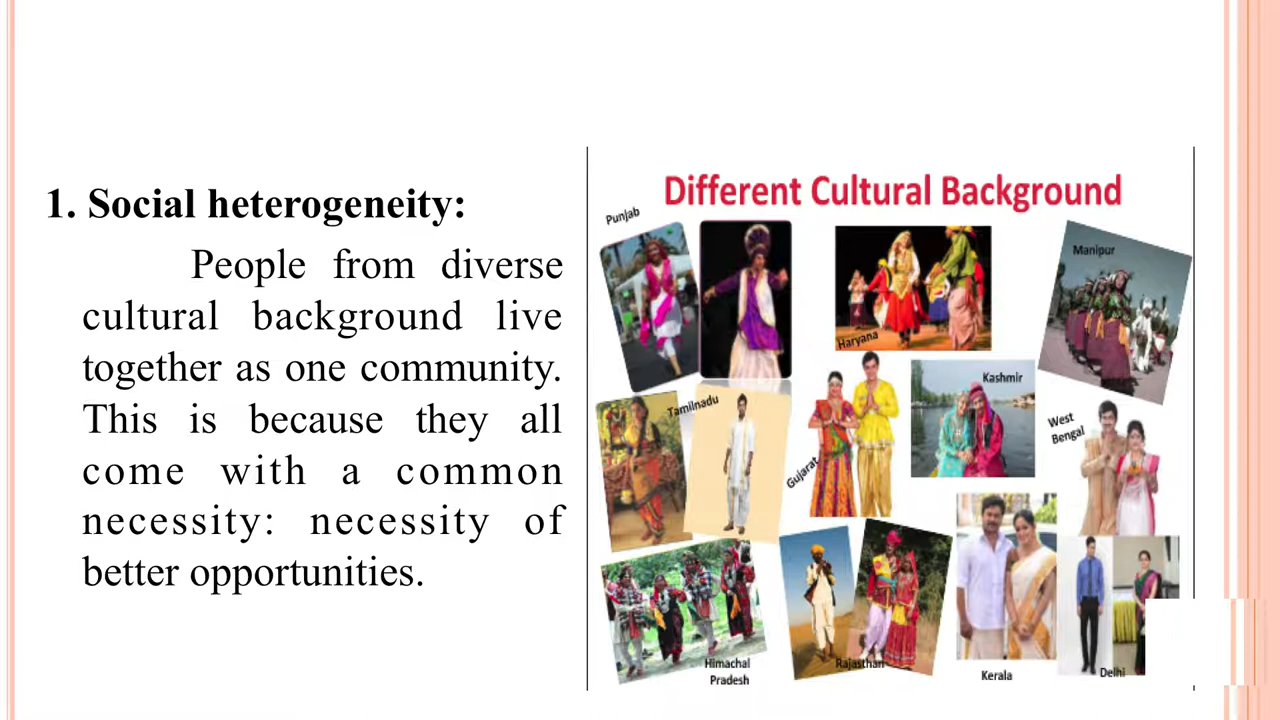 1. Social heterogeneity:
People from diverse
cultural background live
together as one community.
This is because they all
come with a common
necessity: necessity of
better opportunities.
Different Cultural Background
Punjab
Haryana
Manipur
Tamilnadu
Gujarat
Kashmir
West
Bengal
Himachal
Pradesh
Rajasthan
Kerala
Delhi